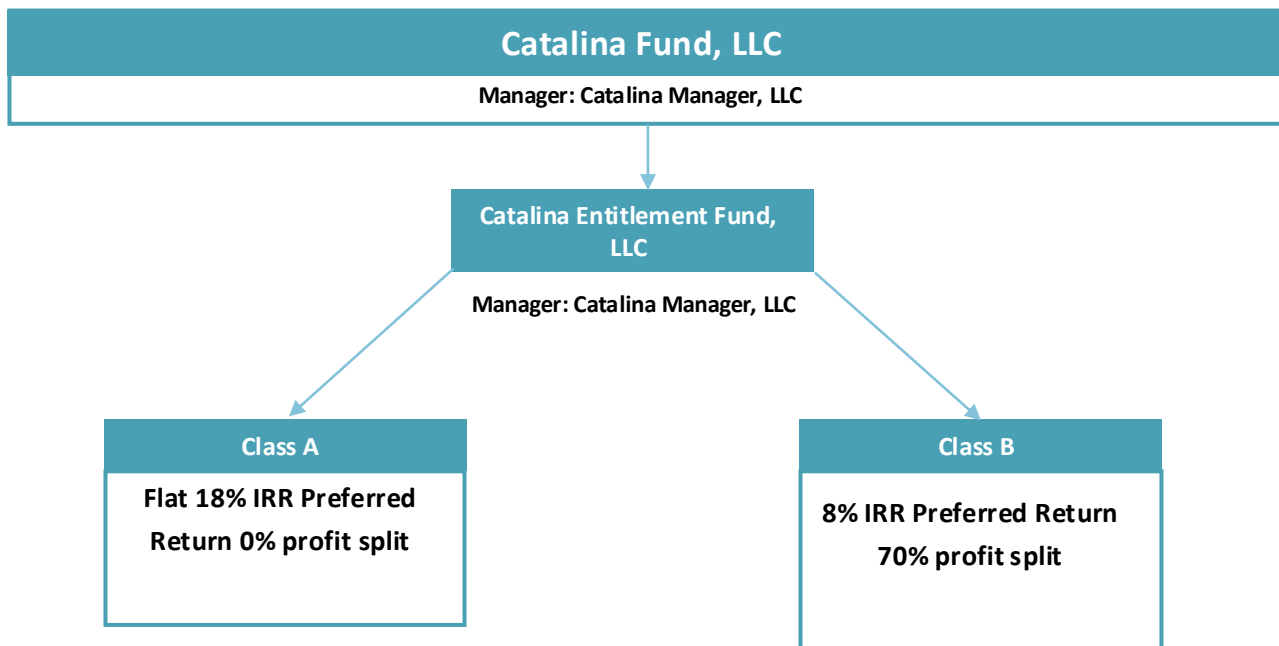 Catalina Fund, LLC
Manager: Catalina Manager, LLC
Catalina Entitlement Fund,
LLC
Manager: Catalina Manager, LLC
Class A
Flat 18% IRR Preferred
Return 0% profit split
Class B
8% IRR Preferred Return
70% profit split